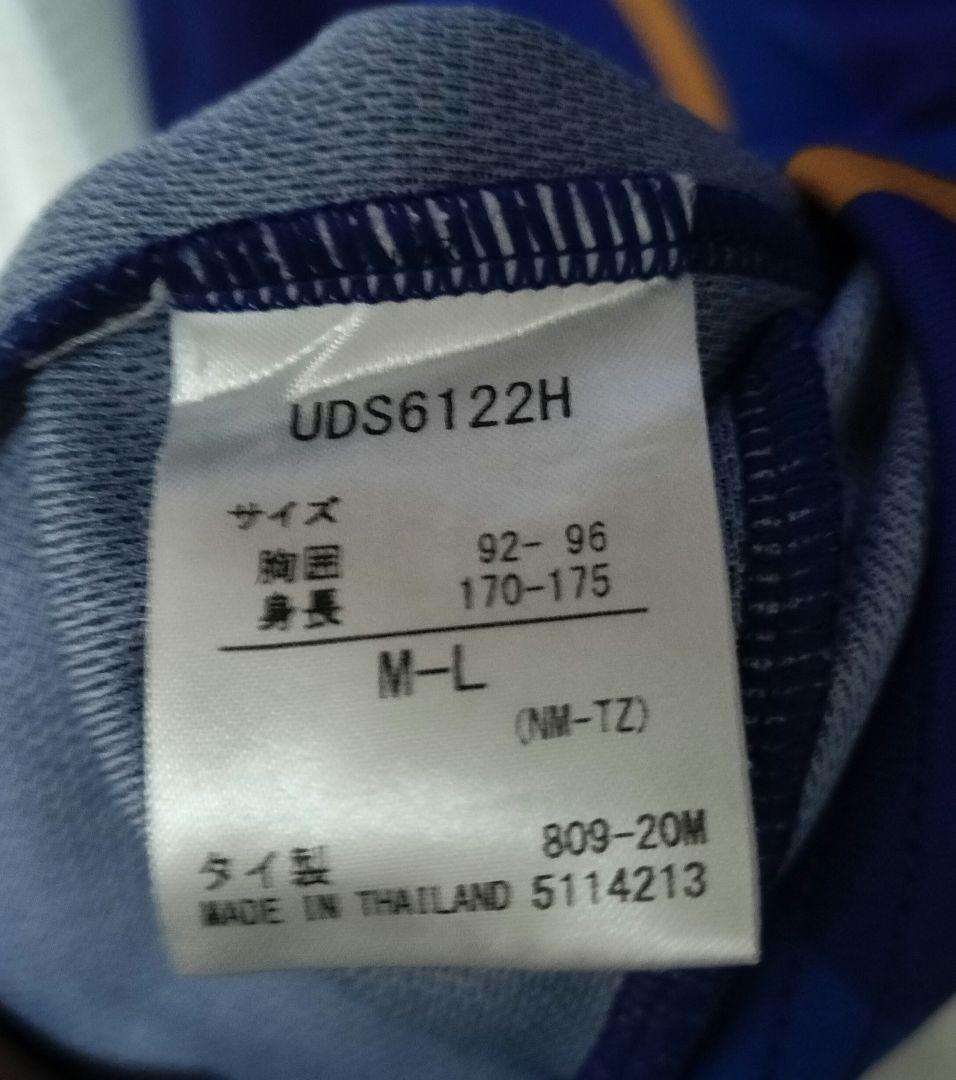 UDS6122H
サイズ
胸囲 92- 96
身長 170-175
M-L
(NM-TZ)
809-20M
タイ製
MADE IN THAILAND 5114213